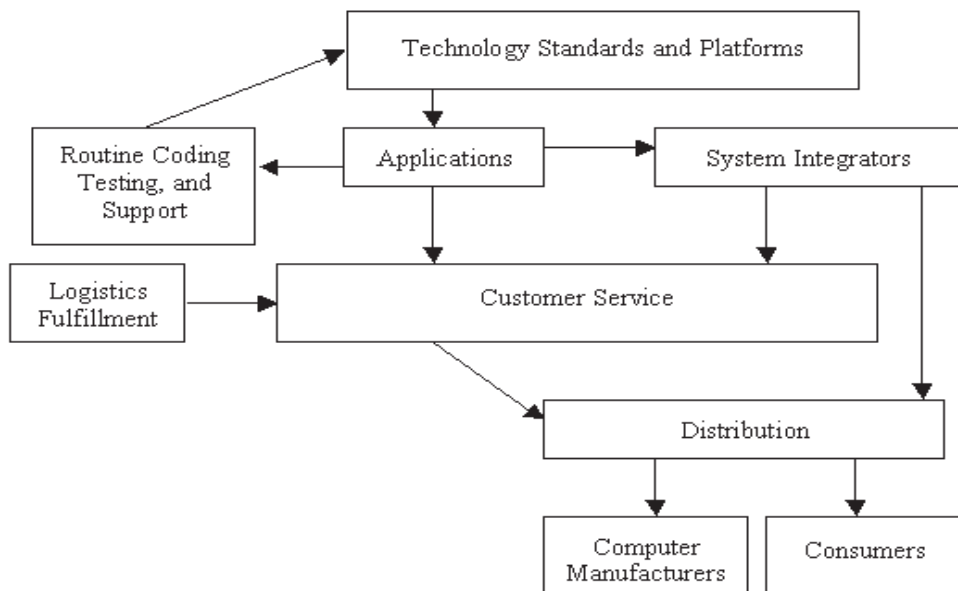 Technology Standards and Platforms
Routine Coding
Testing, and
Support
Applications
System Integrators
Logistics
Fulfillment
Customer Service
Distribution
Computer
Manufacturers
Consumers